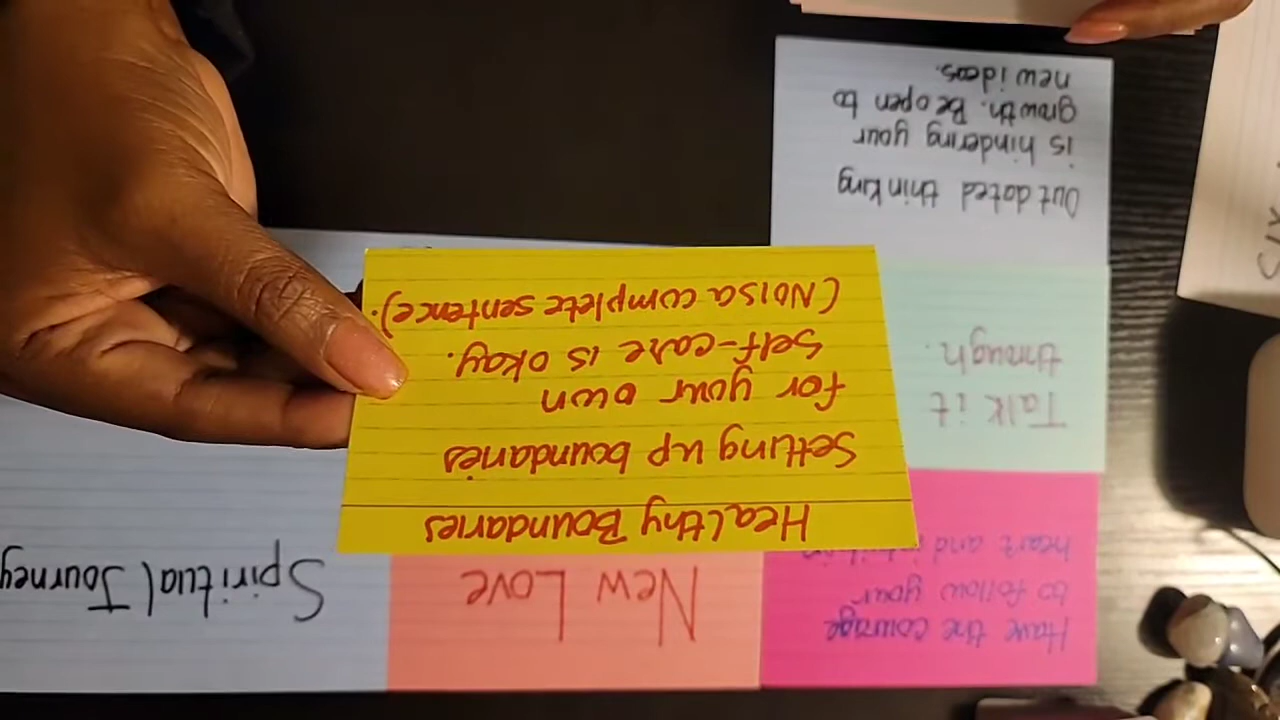 Healthy Boundaries
Setting up boundaries
for your own
self-care is okay.
(No is a complete sentence).
Spiritual Journey
New Love
Have the courage
to follow your
heart and
Talk it
through.
Outdated thinking
is hindering your
growth. Be open to
new ideas.